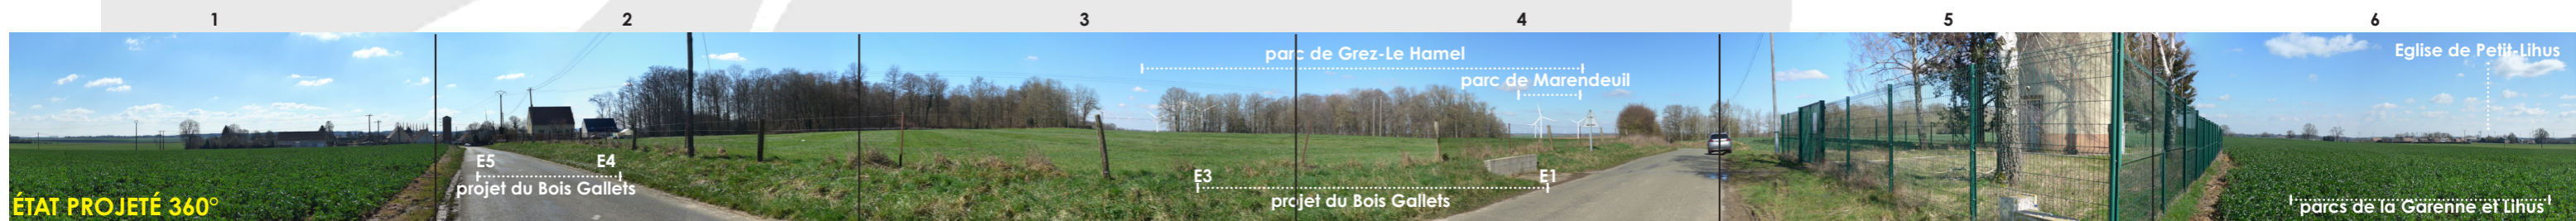 1 2 3 4 5 6
Eglise de Petit-Lihus
parc de Grez-Le Hamel
parc de Marendeuil
E5 E4
projet du Bois Gallets
E3 E1
projet du Bois Gallets
ÉTAT PROJETÉ 360°
parcs de la Garenne et Lihus